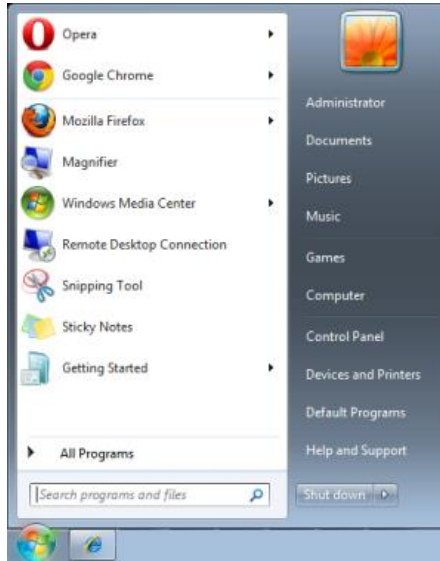 Opera
Google Chrome
Mozilla Firefox
Magnifier
Windows Media Center
Remote Desktop Connection
Snipping Tool
Sticky Notes
Getting Started
All Programs
Search programs and files
Administrator
Documents
Pictures
Music
Games
Computer
Control Panel
Devices and Printers
Default Programs
Help and Support
Shut down